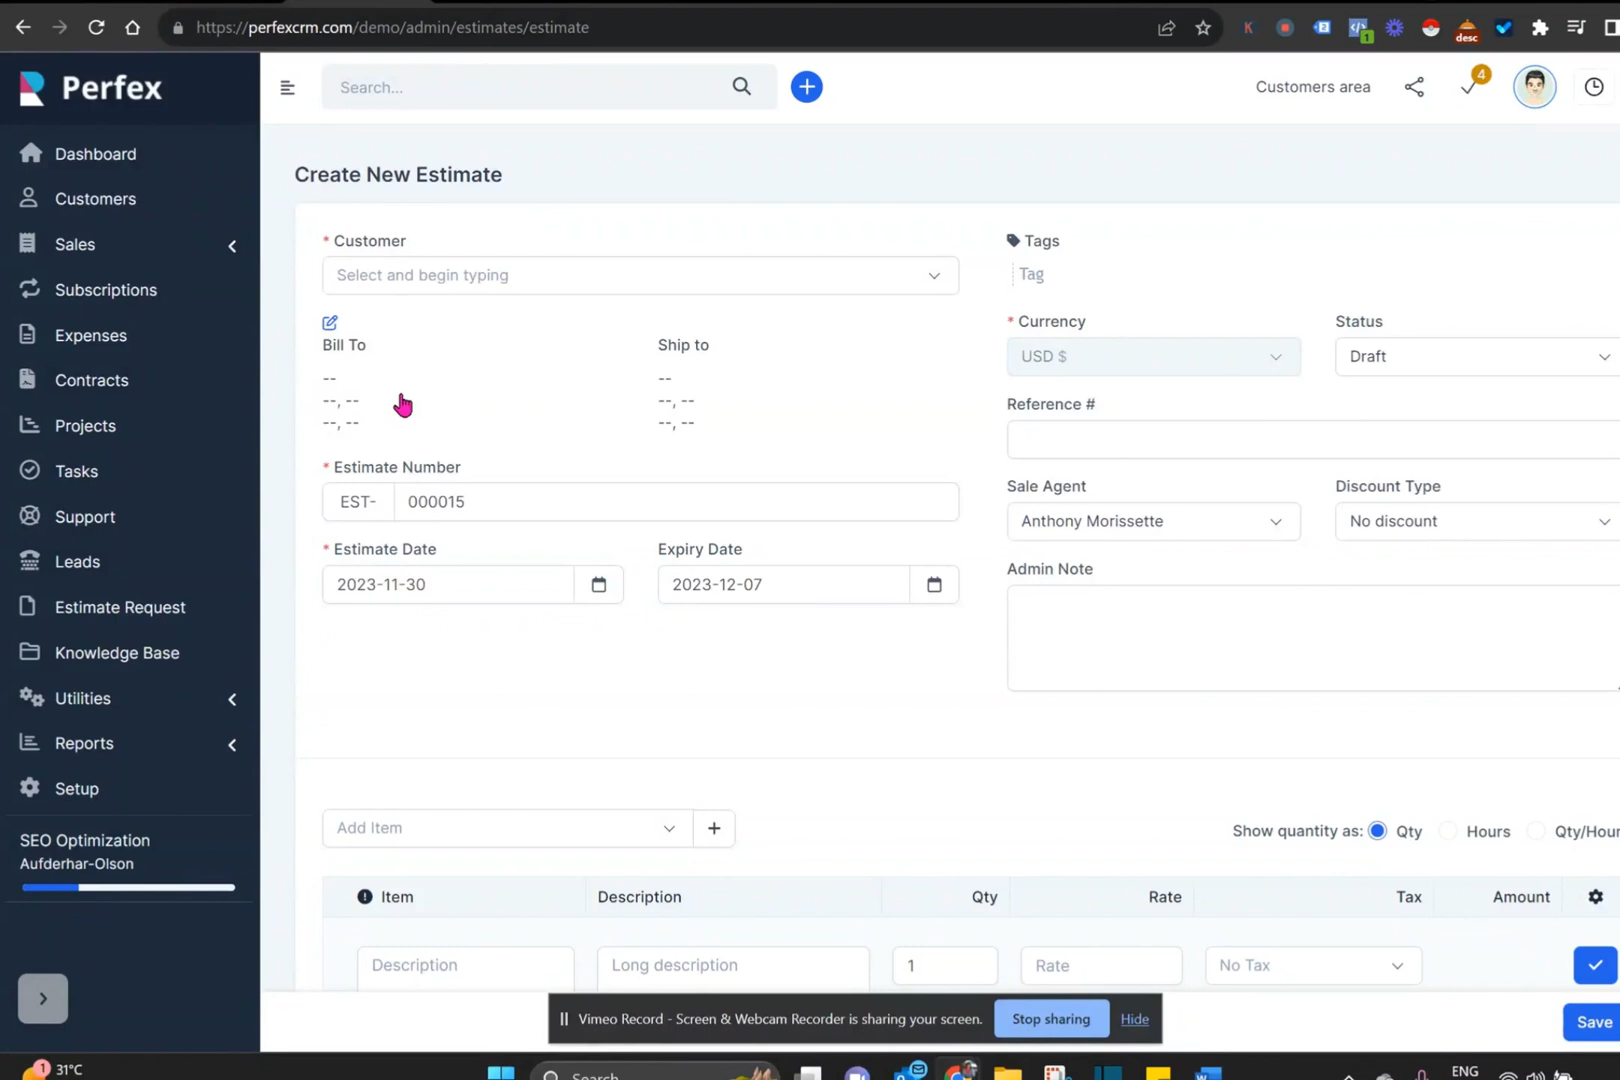 https://perfexcrm.com/demo/admin/estimates/estimate
K
1
desc
Perfex
Search...
Customers area
4
Dashboard
Customers
Sales
Subscriptions
Expenses
Contracts
Projects
Tasks
Support
Leads
Estimate Request
Knowledge Base
Utilities
Reports
Setup
SEO Optimization
Aufderhar-Olson
Create New Estimate
* Customer
Select and begin typing
Bill To
--
--, --
--, --
Ship to
--
--, --
--, --
* Estimate Number
EST- 000015
* Estimate Date
2023-11-30
Expiry Date
2023-12-07
Tags
Tag
* Currency
USD $
Status
Draft
Reference #
Sale Agent
Anthony Morissette
Discount Type
No discount
Admin Note
Add Item
Show quantity as: Qty Hours Qty/Hour
Item Description Qty Rate Tax Amount
Description Long description 1 Rate No Tax
Vimeo Record - Screen & Webcam Recorder is sharing your screen. Stop sharing Hide
Save
1
31°C
Search
ENG